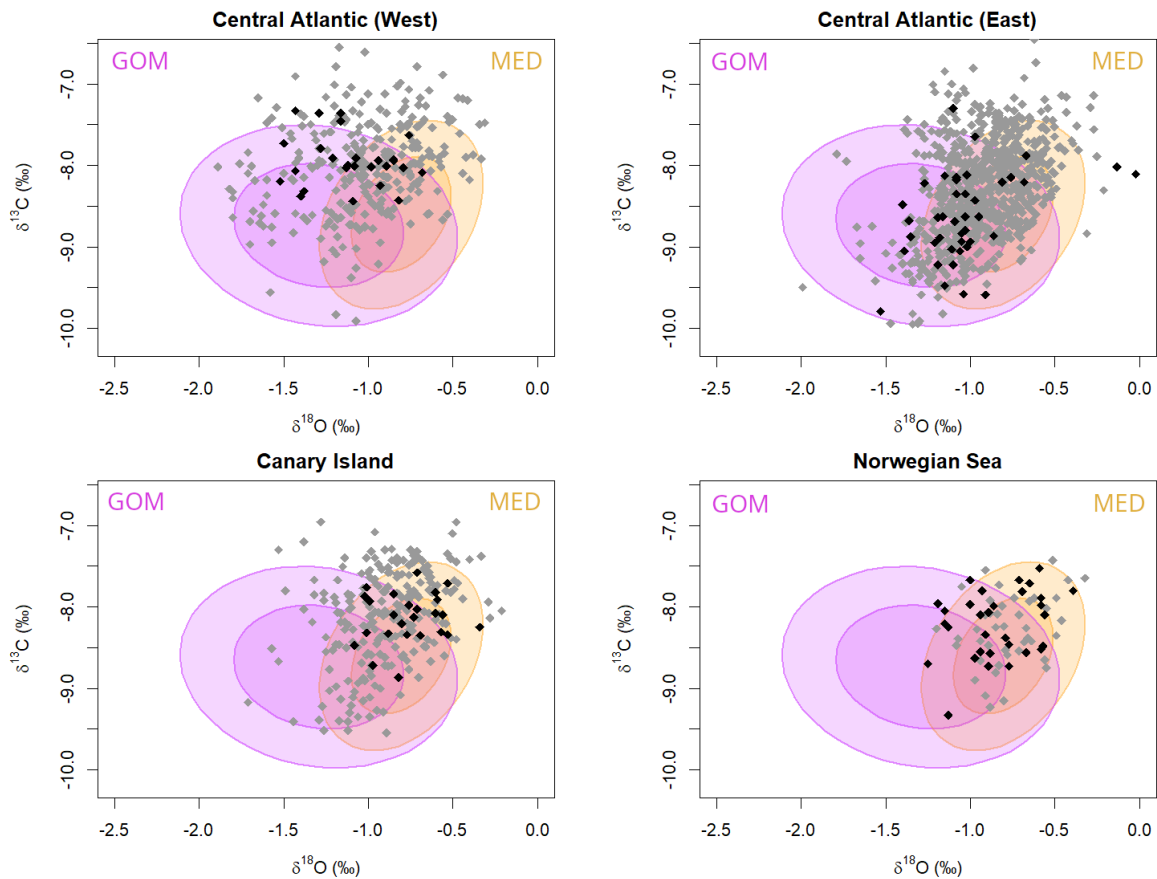 Central Atlantic (West)
GOM
MED
-7.0
-8.0
-9.0
-10.0
δ13C (‰)
-2.5 -2.0 -1.5 -1.0 -0.5 0.0
δ18O (‰)
Central Atlantic (East)
GOM
MED
-7.0
-8.0
-9.0
-10.0
δ13C (‰)
-2.5 -2.0 -1.5 -1.0 -0.5 0.0
δ18O (‰)
Canary Island
GOM
MED
-7.0
-8.0
-9.0
-10.0
δ13C (‰)
-2.5 -2.0 -1.5 -1.0 -0.5 0.0
δ18O (‰)
Norwegian Sea
GOM
MED
-7.0
-8.0
-9.0
-10.0
δ13C (‰)
-2.5 -2.0 -1.5 -1.0 -0.5 0.0
δ18O (‰)